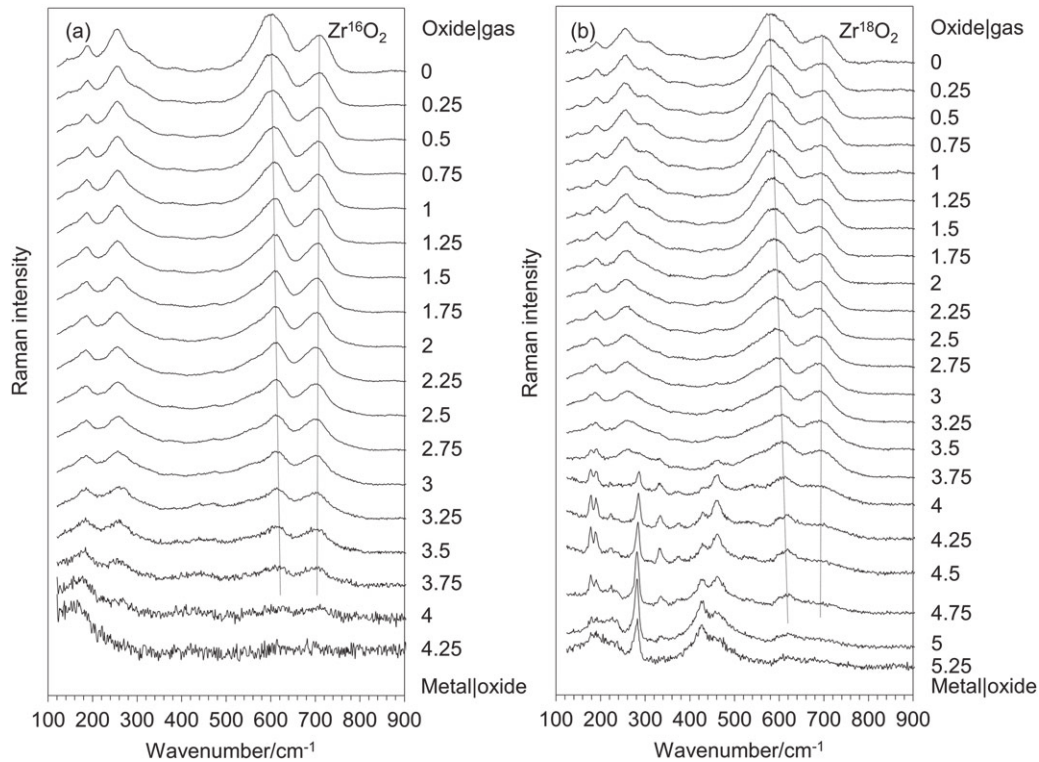 (a)
Zr¹⁶O₂
Oxide|gas
0
0.25
0.5
0.75
1
1.25
1.5
1.75
2
2.25
2.5
2.75
3
3.25
3.5
3.75
4
4.25
Metal|oxide
Raman intensity
100 200 300 400 500 600 700 800 900
Wavenumber/cm⁻¹
(b)
Zr¹⁸O₂
Oxide|gas
0
0.25
0.5
0.75
1
1.25
1.5
1.75
2
2.25
2.5
2.75
3
3.25
3.5
3.75
4
4.25
4.5
4.75
5
5.25
Metal|oxide
Raman intensity
100 200 300 400 500 600 700 800 900
Wavenumber/cm⁻¹